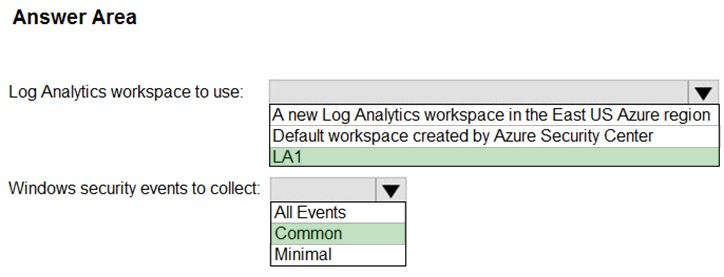 Answer Area
Log Analytics workspace to use:
A new Log Analytics workspace in the East US Azure region
Default workspace created by Azure Security Center
LA1
Windows security events to collect:
All Events
Common
Minimal